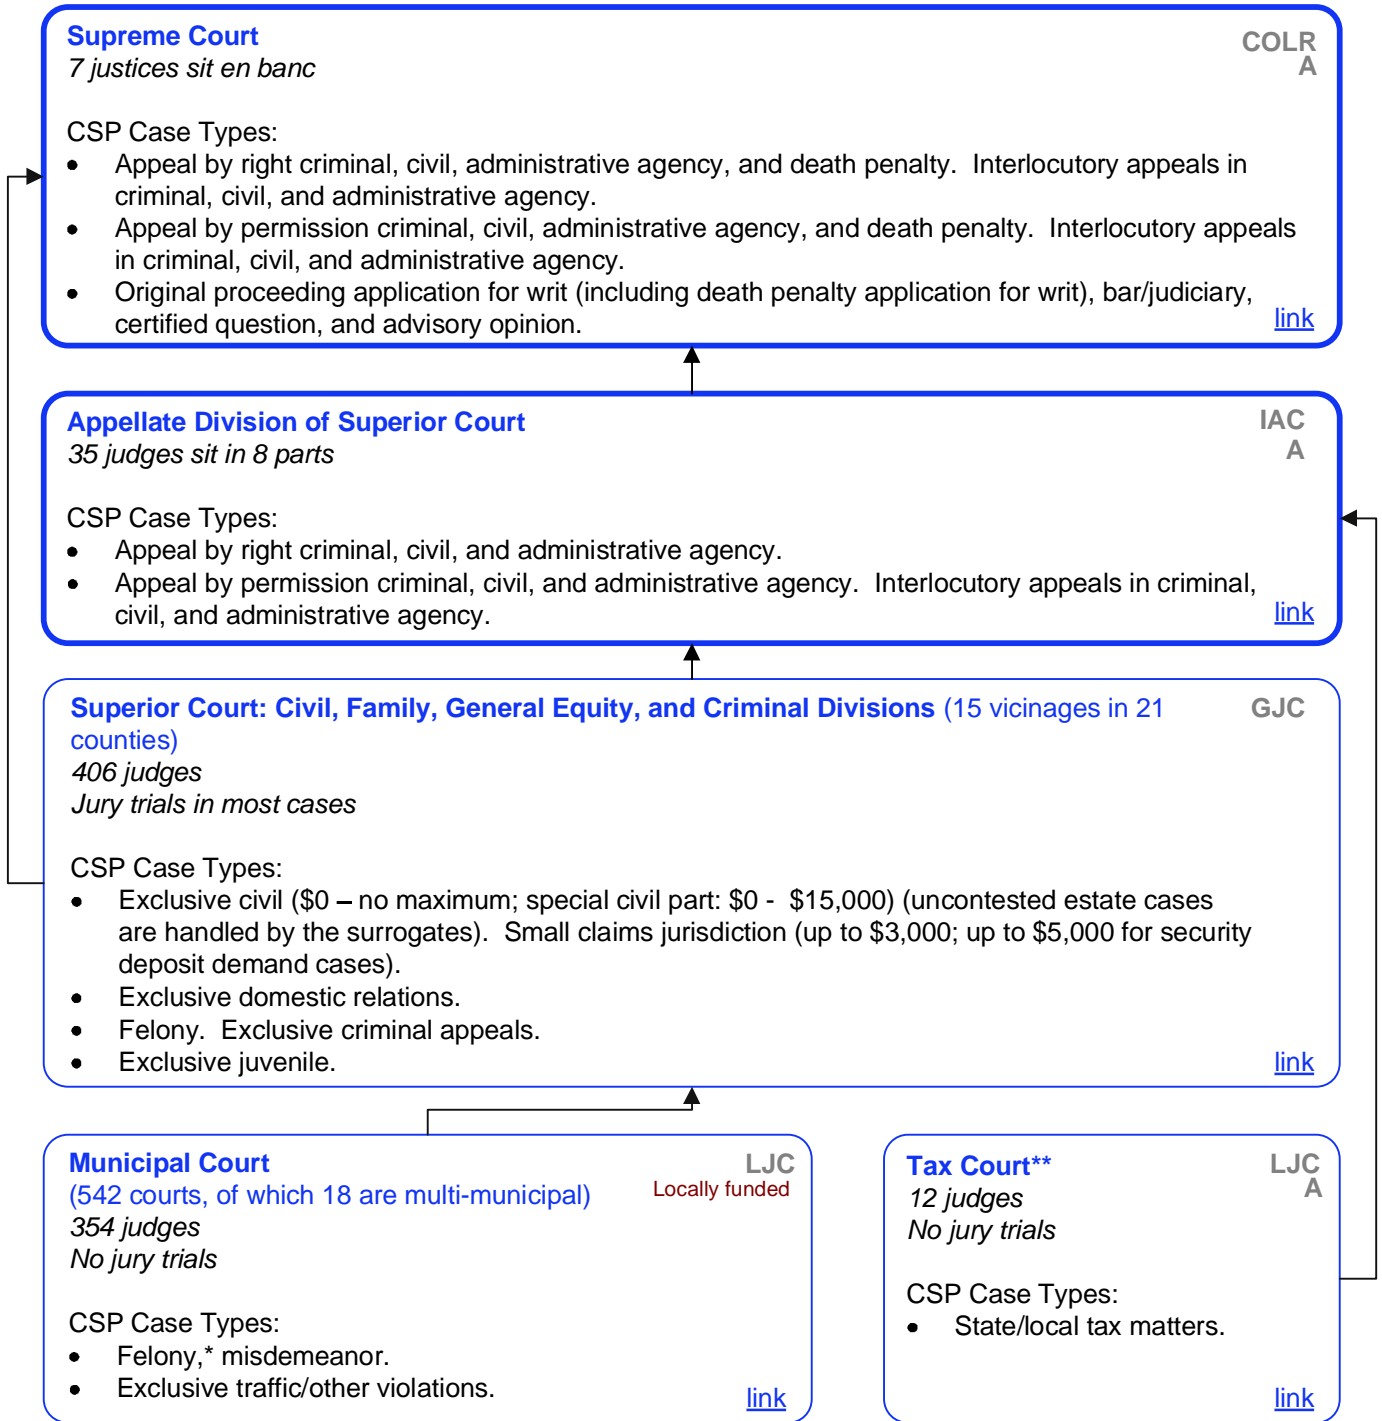 Supreme Court
COLR
7 justices sit en banc
A
CSP Case Types:
• Appeal by right criminal, civil, administrative agency, and death penalty.  Interlocutory appeals in
criminal, civil, and administrative agency.
• Appeal by permission criminal, civil, administrative agency, and death penalty.  Interlocutory appeals
in criminal, civil, and administrative agency.
• Original proceeding application for writ (including death penalty application for writ), bar/judiciary,
certified question, and advisory opinion.
link
Appellate Division of Superior Court
IAC
35 judges sit in 8 parts
A
CSP Case Types:
• Appeal by right criminal, civil, and administrative agency.
• Appeal by permission criminal, civil, and administrative agency.  Interlocutory appeals in criminal,
civil, and administrative agency.
link
Superior Court: Civil, Family, General Equity, and Criminal Divisions (15 vicinages in 21
GJC
counties)
406 judges
Jury trials in most cases
CSP Case Types:
• Exclusive civil ($0 – no maximum; special civil part: $0 -  $15,000) (uncontested estate cases
are handled by the surrogates).  Small claims jurisdiction (up to $3,000; up to $5,000 for security
deposit demand cases).
• Exclusive domestic relations.
• Felony.  Exclusive criminal appeals.
• Exclusive juvenile.
link
Municipal Court
LJC
(542 courts, of which 18 are multi-municipal)
Locally funded
354 judges
No jury trials
CSP Case Types:
• Felony,* misdemeanor.
• Exclusive traffic/other violations.
link
Tax Court**
LJC
12 judges
A
No jury trials
CSP Case Types:
• State/local tax matters.
link